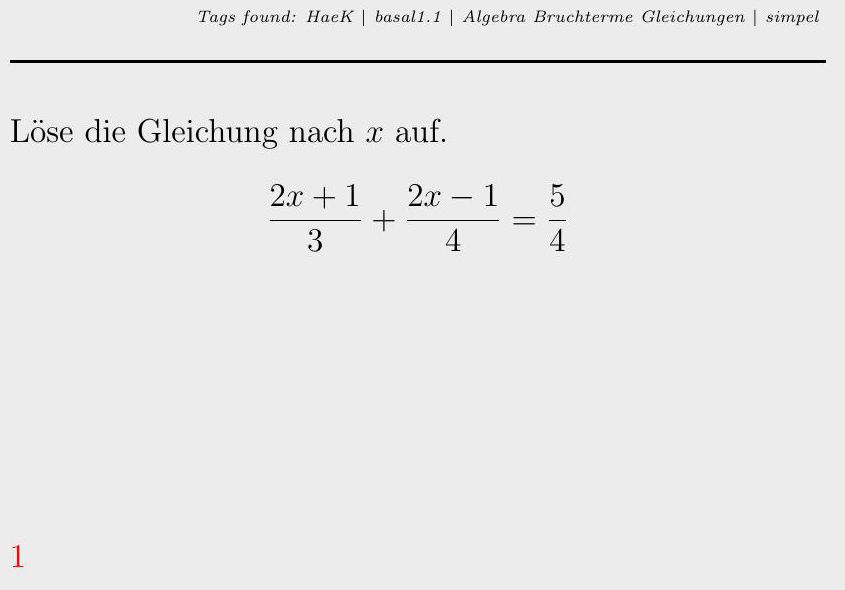 Tags found: HaeK | basal1.1 | Algebra Bruchterme Gleichungen | simpel
Löse die Gleichung nach x auf.
\frac{2x + 1}{3} + \frac{2x - 1}{4} = \frac{5}{4}
1